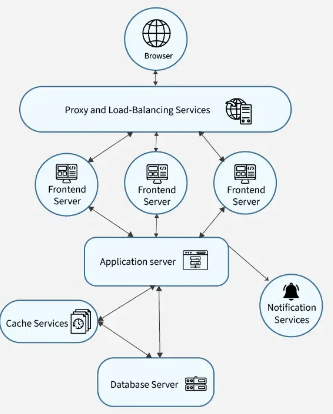 Browser
Proxy and Load-Balancing Services
Frontend
Server
Frontend
Server
Frontend
Server
Application server
Notification
Services
Cache Services
Database Server